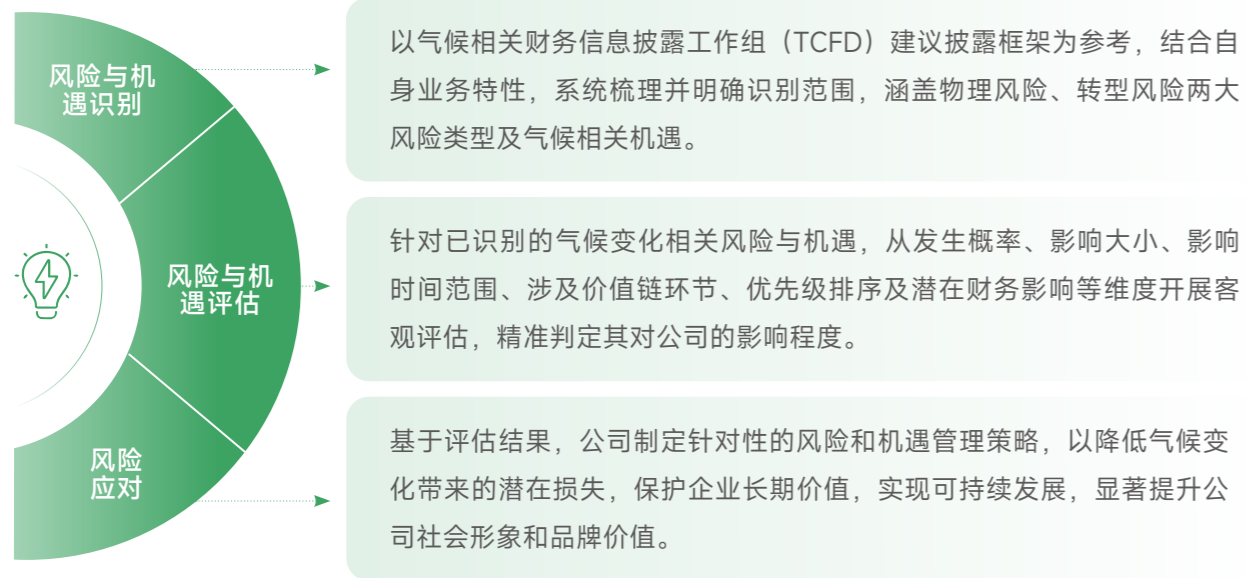 风险与机
遇识别
以气候相关财务信息披露工作组（TCFD）建议披露框架为参考，结合自
身业务特性，系统梳理并明确识别范围，涵盖物理风险、转型风险两大
风险类型及气候相关机遇。
风险与机
遇评估
针对已识别的气候变化相关风险与机遇，从发生概率、影响大小、影响
时间范围、涉及价值链环节、优先级排序及潜在财务影响等维度开展客
观评估，精准判定其对公司的影响程度。
风险
应对
基于评估结果，公司制定针对性的风险和机遇管理策略，以降低气候变
化带来的潜在损失，保护企业长期价值，实现可持续发展，显著提升公
司社会形象和品牌价值。